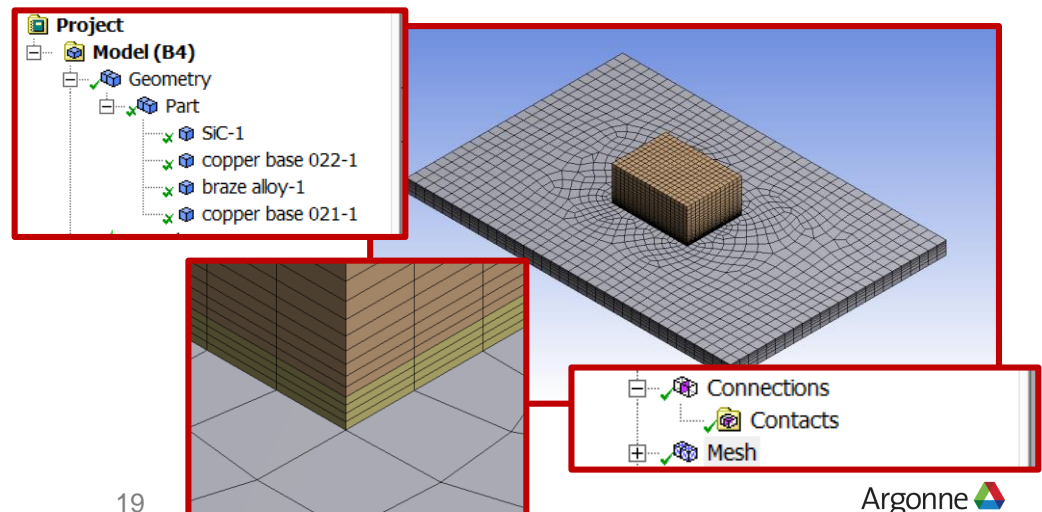 Project
Model (B4)
Geometry
Part
SiC-1
copper base 022-1
braze alloy-1
copper base 021-1
Connections
Contacts
Mesh
19
Argonne